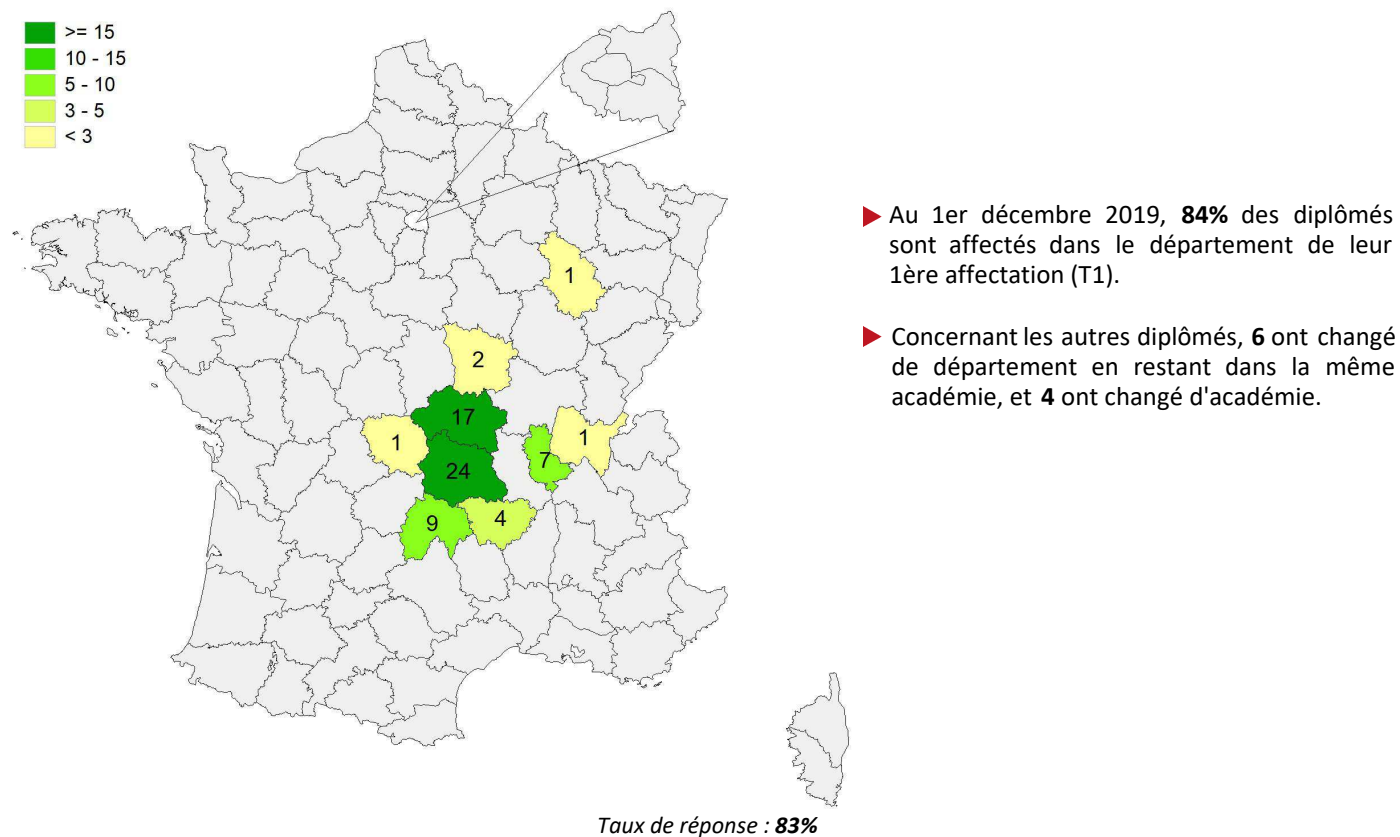 >= 15
10 - 15
5 - 10
3 - 5
< 3
1
2
17
1
24
7
1
9
4
Au 1er décembre 2019, 84% des diplômés
sont affectés dans le département de leur
1ère affectation (T1).
Concernant les autres diplômés, 6 ont changé
de département en restant dans la même
académie, et 4 ont changé d'académie.
Taux de réponse : 83%